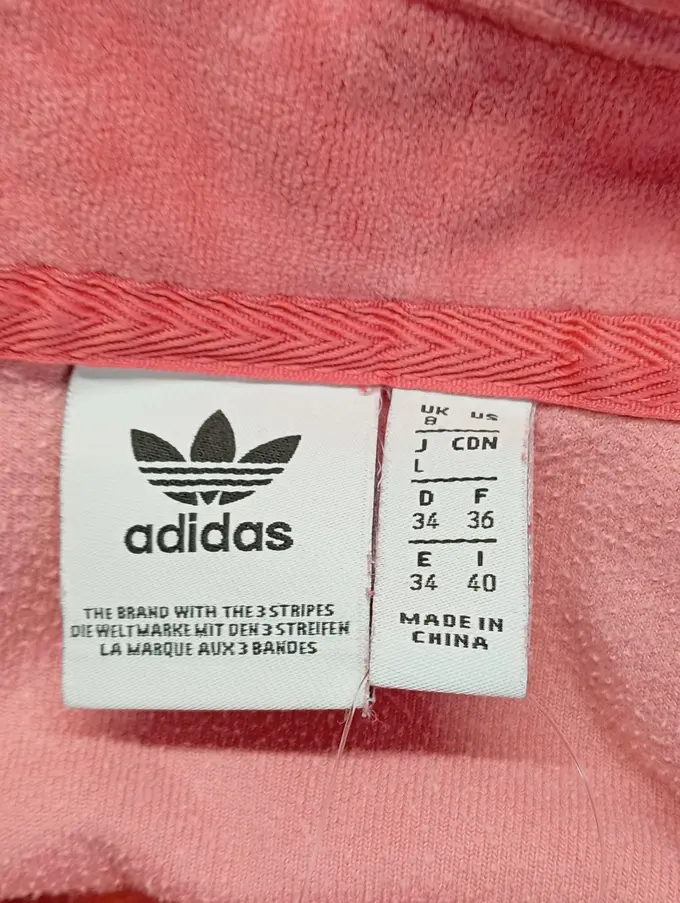 adidas
THE BRAND WITH THE 3 STRIPES
DIE WELTMARKE MIT DEN 3 STREIFEN
LA MARQUE AUX 3 BANDES
UK US
8
J CDN
L
D F
34 36
E I
34 40
MADE IN
CHINA